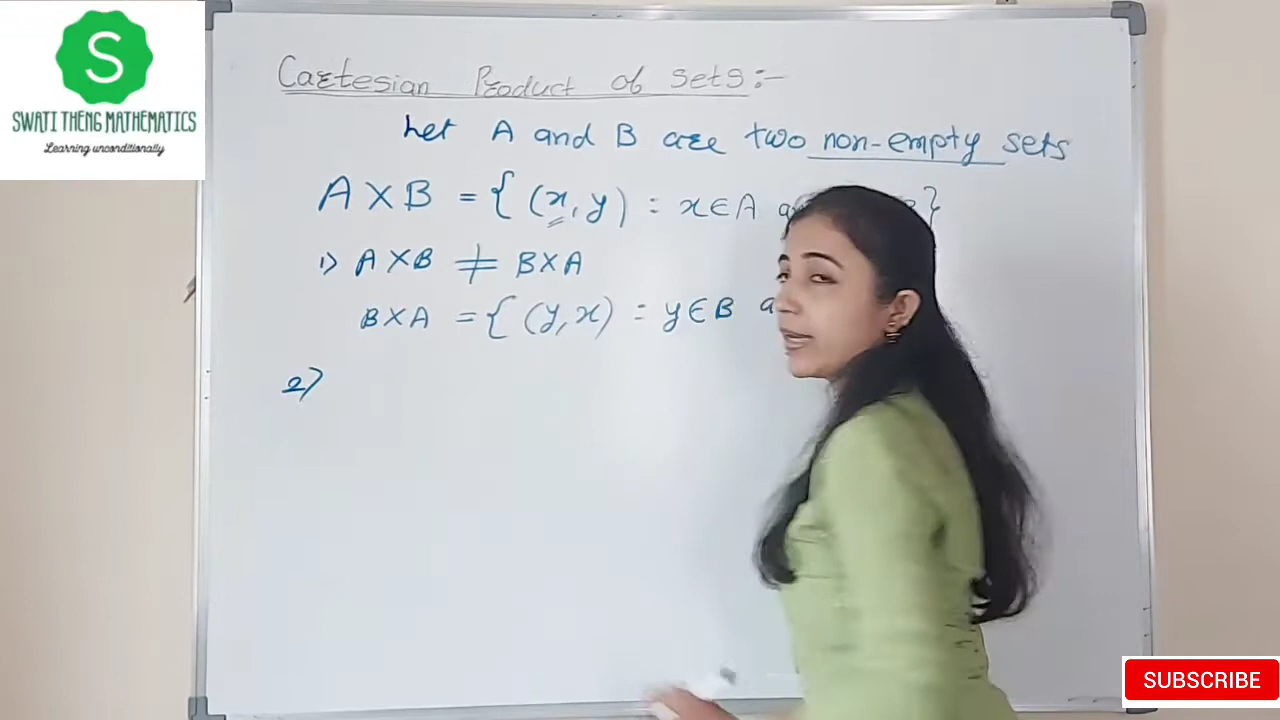 S
SWATI THENG MATHEMATICS
Learning unconditionally
Cartesian Product of sets:-
Let A and B are two non-empty sets
A X B = { (x, y) : x ∈ A a }
1) A X B ≠ B X A
B X A = { (y, x) : y ∈ B a
2)
SUBSCRIBE